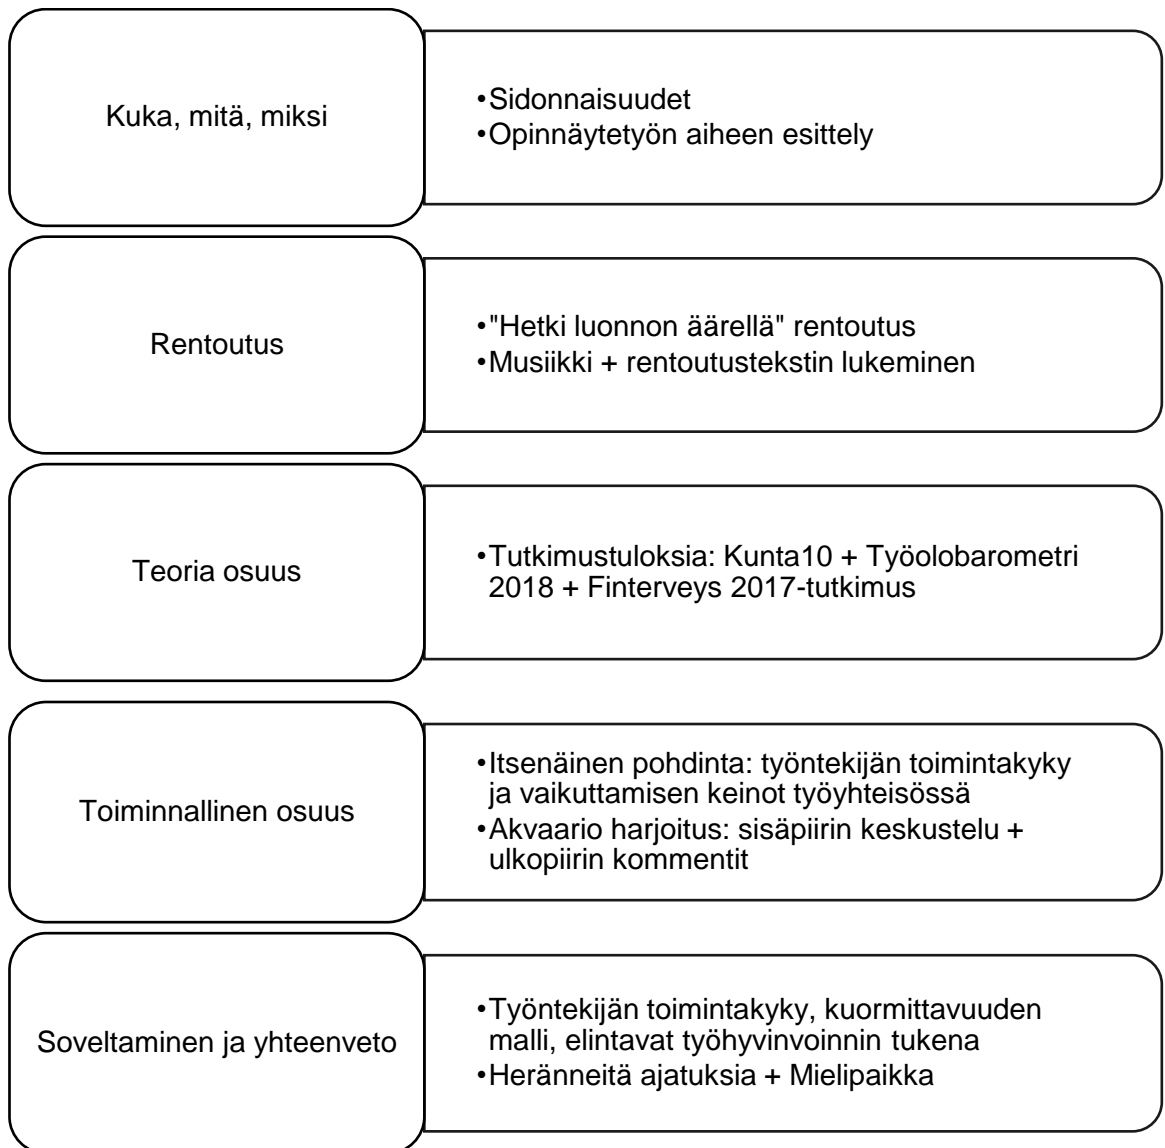 Kuka, mitä, miksi
•Sidonnaisuudet
•Opinnäytetyön aiheen esittely
Rentoutus
•"Hetki luonnon äärellä" rentoutus
•Musiikki + rentoutustekstin lukeminen
Teoria osuus
•Tutkimustuloksia: Kunta10 + Työolobarometri
2018 + Finterveys 2017-tutkimus
Toiminnallinen osuus
•Itsenäinen pohdinta: työntekijän toimintakyky
ja vaikuttamisen keinot työyhteisössä
•Akvaario harjoitus: sisäpiirin keskustelu +
ulkopiirin kommentit
Soveltaminen ja yhteenveto
•Työntekijän toimintakyky, kuormittavuuden
malli, elintavat työhyvinvoinnin tukena
•Heränneitä ajatuksia + Mielipaikka